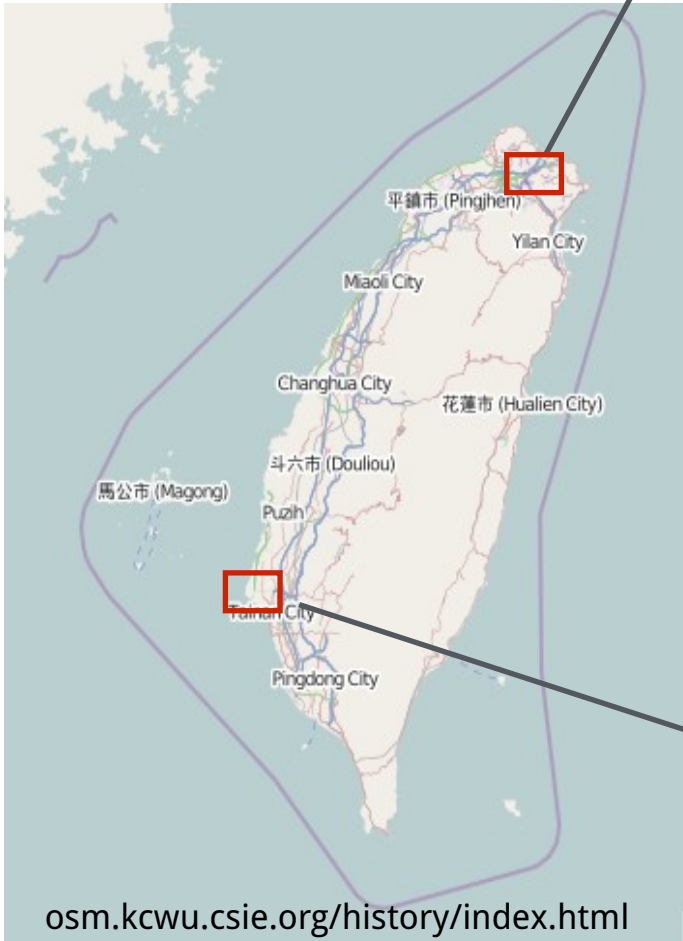 平鎮市 (Pingjhen)
Yilan City
Miaoli City
Changhua City
花蓮市 (Hualien City)
斗六市 (Douliou)
馬公市 (Magong)
Puzih
Tainan City
Pingdong City
osm.kcwu.csie.org/history/index.html